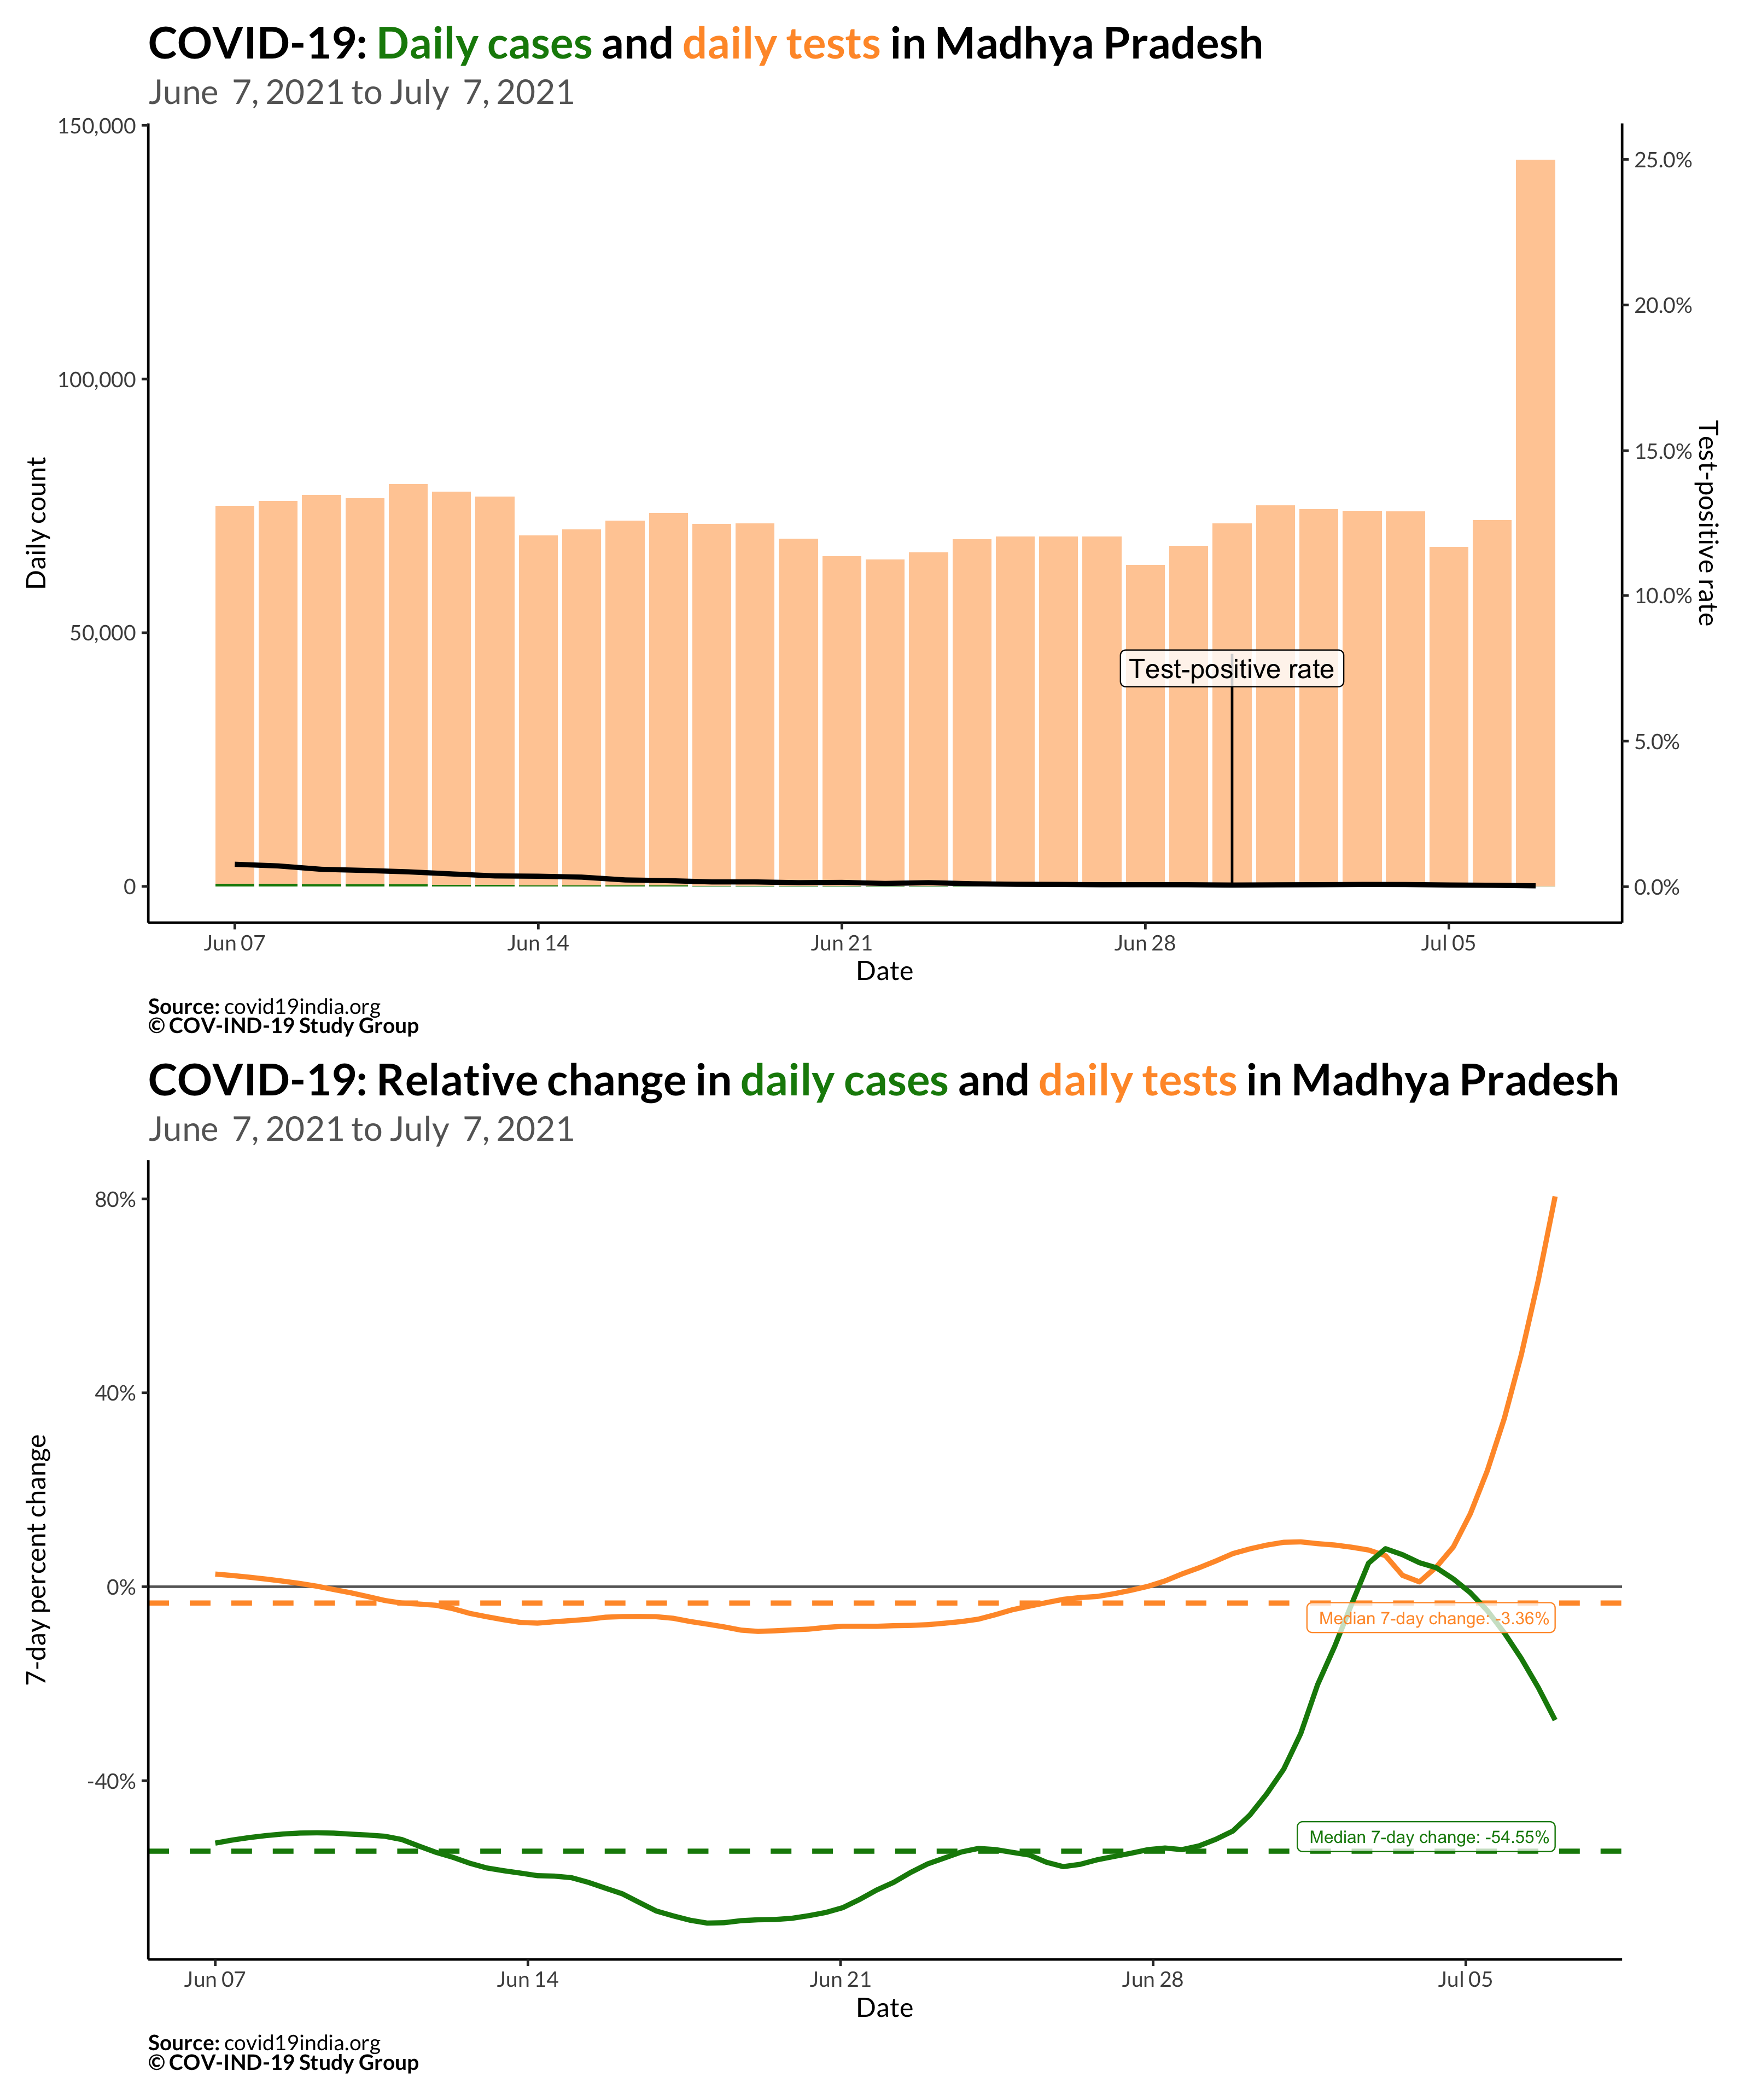 COVID-19: Daily cases and daily tests in Madhya Pradesh
June 7, 2021 to July 7, 2021
150,000
100,000
50,000
0
Daily count
25.0%
20.0%
15.0%
10.0%
5.0%
0.0%
Test-positive rate
Test-positive rate
Jun 07
Jun 14
Jun 21
Jun 28
Jul 05
Date
Source: covid19india.org
© COV-IND-19 Study Group
COVID-19: Relative change in daily cases and daily tests in Madhya Pradesh
June 7, 2021 to July 7, 2021
80%
40%
0%
-40%
7-day percent change
Median 7-day change: -3.36%
Median 7-day change: -54.55%
Jun 07
Jun 14
Jun 21
Jun 28
Jul 05
Date
Source: covid19india.org
© COV-IND-19 Study Group